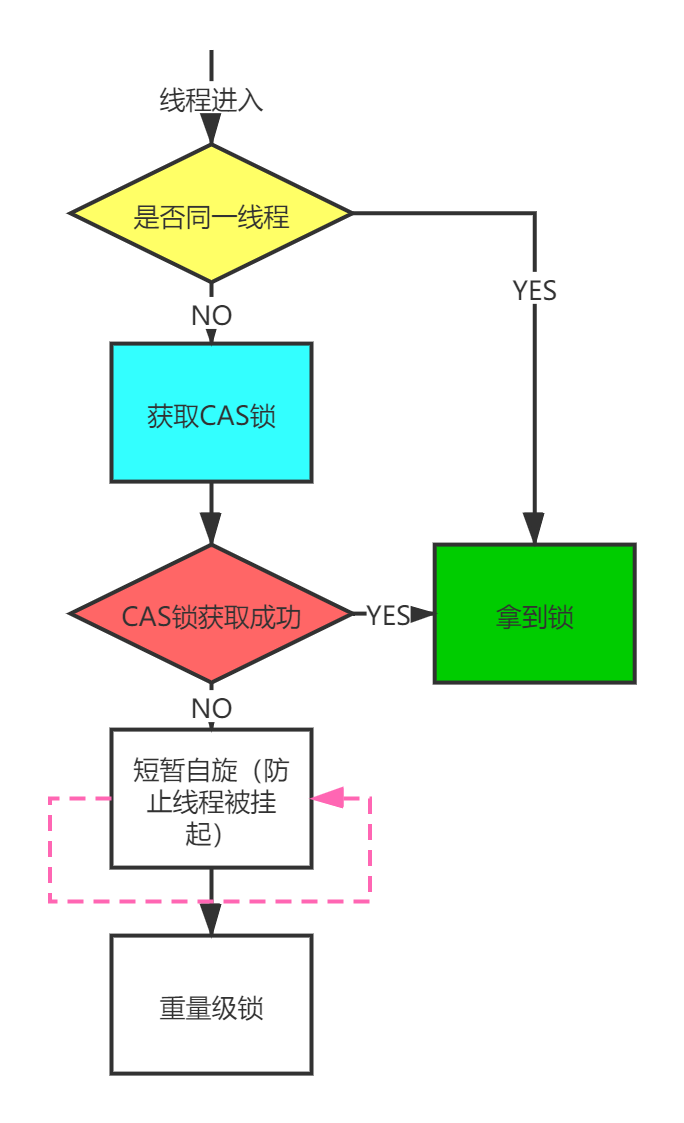 线程进入
是否同一线程
YES
NO
获取CAS锁
CAS锁获取成功
YES
拿到锁
NO
短暂自旋（防
止线程被挂
起）
重量级锁